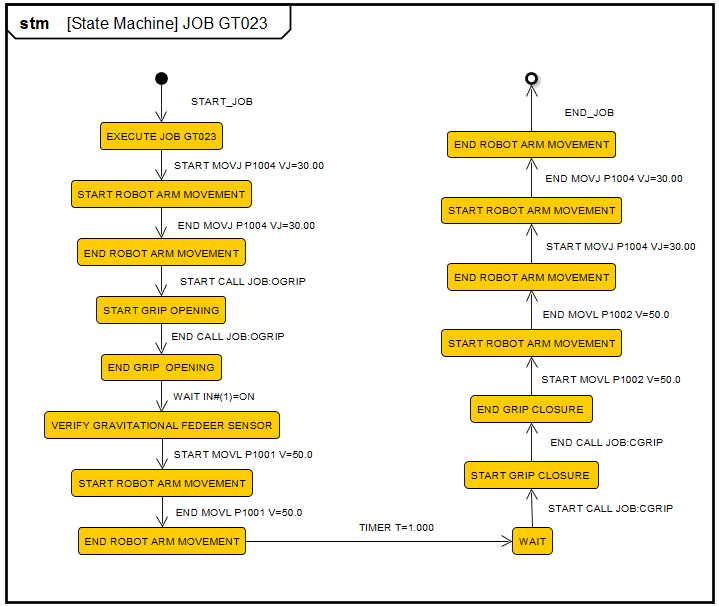 stm [State Machine] JOB GT023
START_JOB
EXECUTE JOB GT023
START MOVJ P1004 VJ=30.00
START ROBOT ARM MOVEMENT
END MOVJ P1004 VJ=30.00
END ROBOT ARM MOVEMENT
START CALL JOB:OGRIP
START GRIP OPENING
END CALL JOB:OGRIP
END GRIP OPENING
WAIT IN#(1)=ON
VERIFY GRAVITATIONAL FEDEER SENSOR
START MOVL P1001 V=50.0
START ROBOT ARM MOVEMENT
END MOVL P1001 V=50.0
END ROBOT ARM MOVEMENT
TIMER T=1.000
WAIT
START CALL JOB:CGRIP
START GRIP CLOSURE
END CALL JOB:CGRIP
END GRIP CLOSURE
START MOVL P1002 V=50.0
START ROBOT ARM MOVEMENT
END MOVL P1002 V=50.0
END ROBOT ARM MOVEMENT
START MOVJ P1004 VJ=30.00
START ROBOT ARM MOVEMENT
END MOVJ P1004 VJ=30.00
END ROBOT ARM MOVEMENT
END_JOB